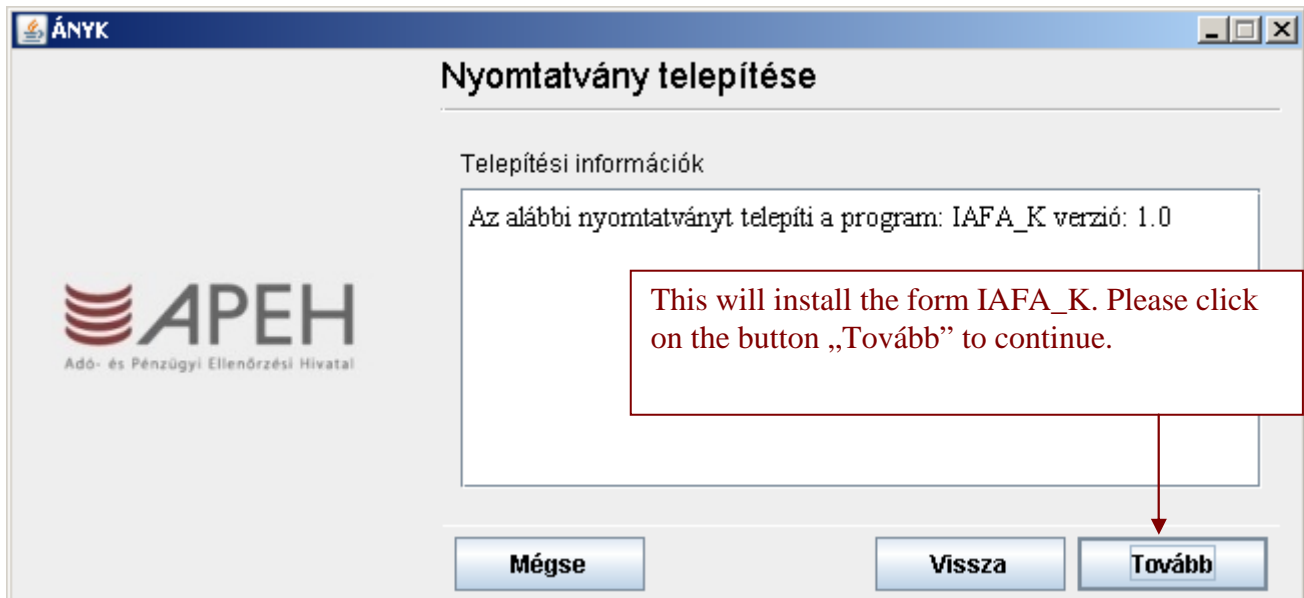 ÁNYK
Nyomtatvány telepítése
Telepítési információk
Az alábbi nyomtatványt telepíti a program: IAFA_K verzió: 1.0
This will install the form IAFA_K. Please click
on the button „Tovább” to continue.
APEH
Adó- és Pénzügyi Ellenőrzési Hivatal
Mégse
Vissza
Tovább